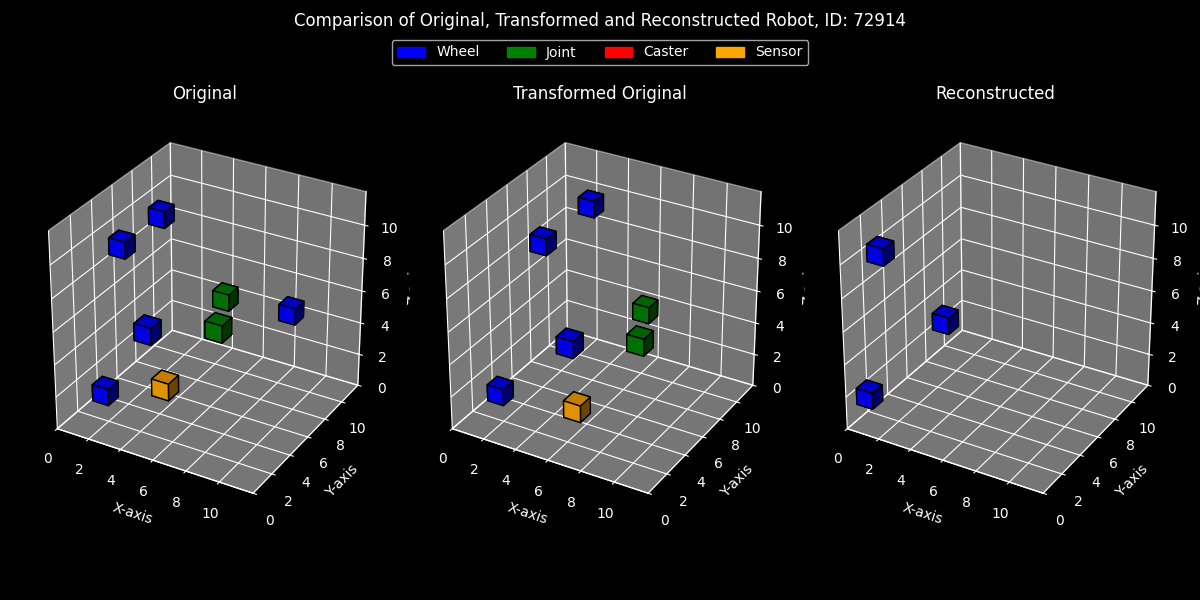 Comparison of Original, Transformed and Reconstructed Robot, ID: 72914
Wheel Joint Caster Sensor
Original Transformed Original Reconstructed
10 10 10
8 8 8
6 6 6
4 4 4
2 2 2
0 0 0
0 2 4 6 8 10 0 2 4 6 8 10 0 2 4 6 8 10
X-axis X-axis X-axis
0 2 4 6 8 10 0 2 4 6 8 10 0 2 4 6 8 10
Y-axis Y-axis Y-axis